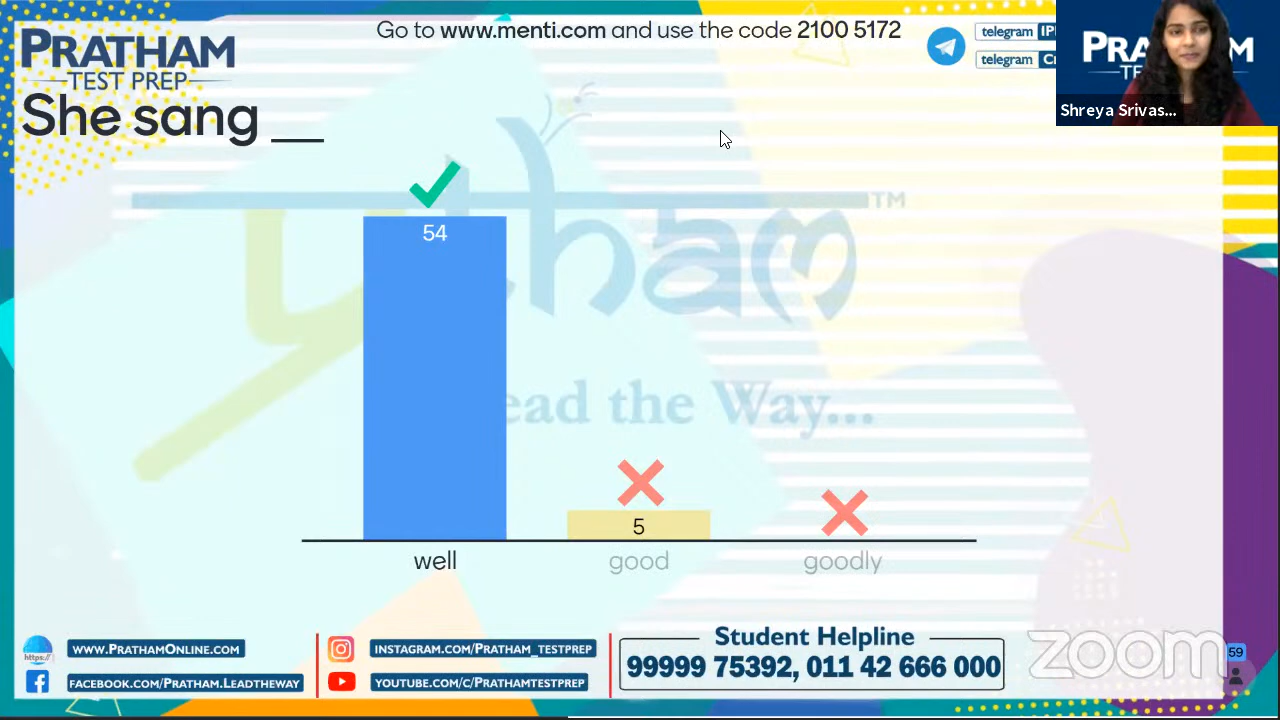 Go to www.menti.com and use the code 2100 5172
PRATHAM
TEST PREP
telegram
telegram
Shreya Srivas...
She sang __
TM
54
ead the Way...
5
well
good
goodly
www.PrathamOnline.com
facebook.com/Pratham.Leadtheway
instagram.com/Pratham_testprep
youtube.com/c/Prathamtestprep
Student Helpline
99999 75392, 011 42 666 000
zoom
59